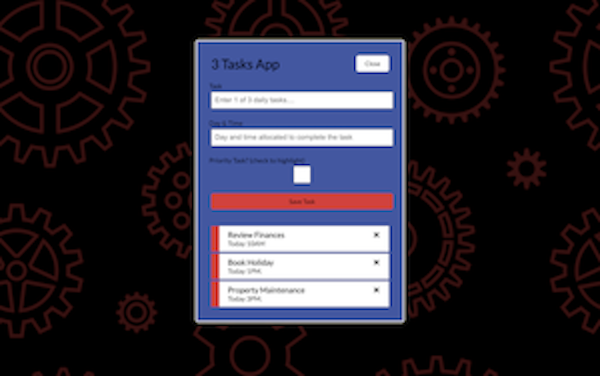 3 Tasks App
Close
Task
Enter 1 of 3 daily tasks....
Day & Time
Day and time allocated to complete the task
Priority Task? (check to highlight)
Save Task
Review Finances
Today 10AM
Book Holiday
Today 1PM,
Property Maintenance
Today 3PM,